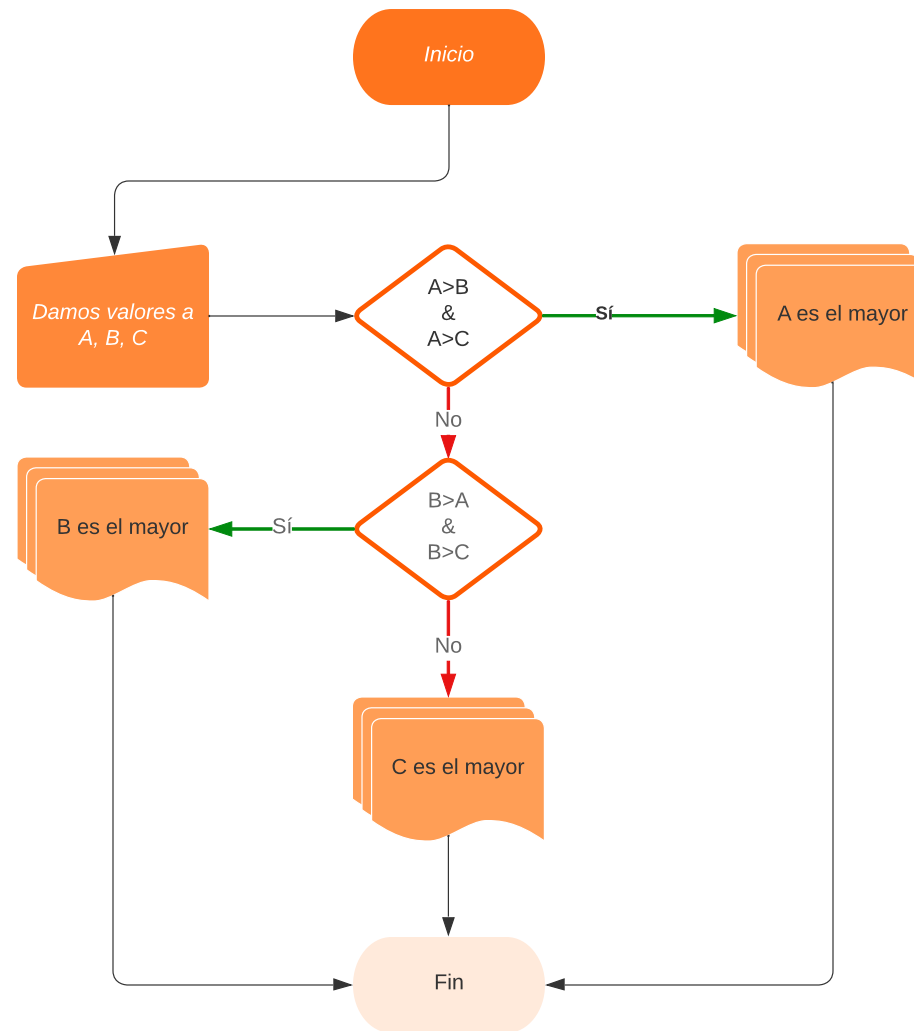 Inicio
Damos valores a
A, B, C
A>B
&
A>C
Sí
A es el mayor
No
B>A
&
B>C
Sí
B es el mayor
No
C es el mayor
Fin